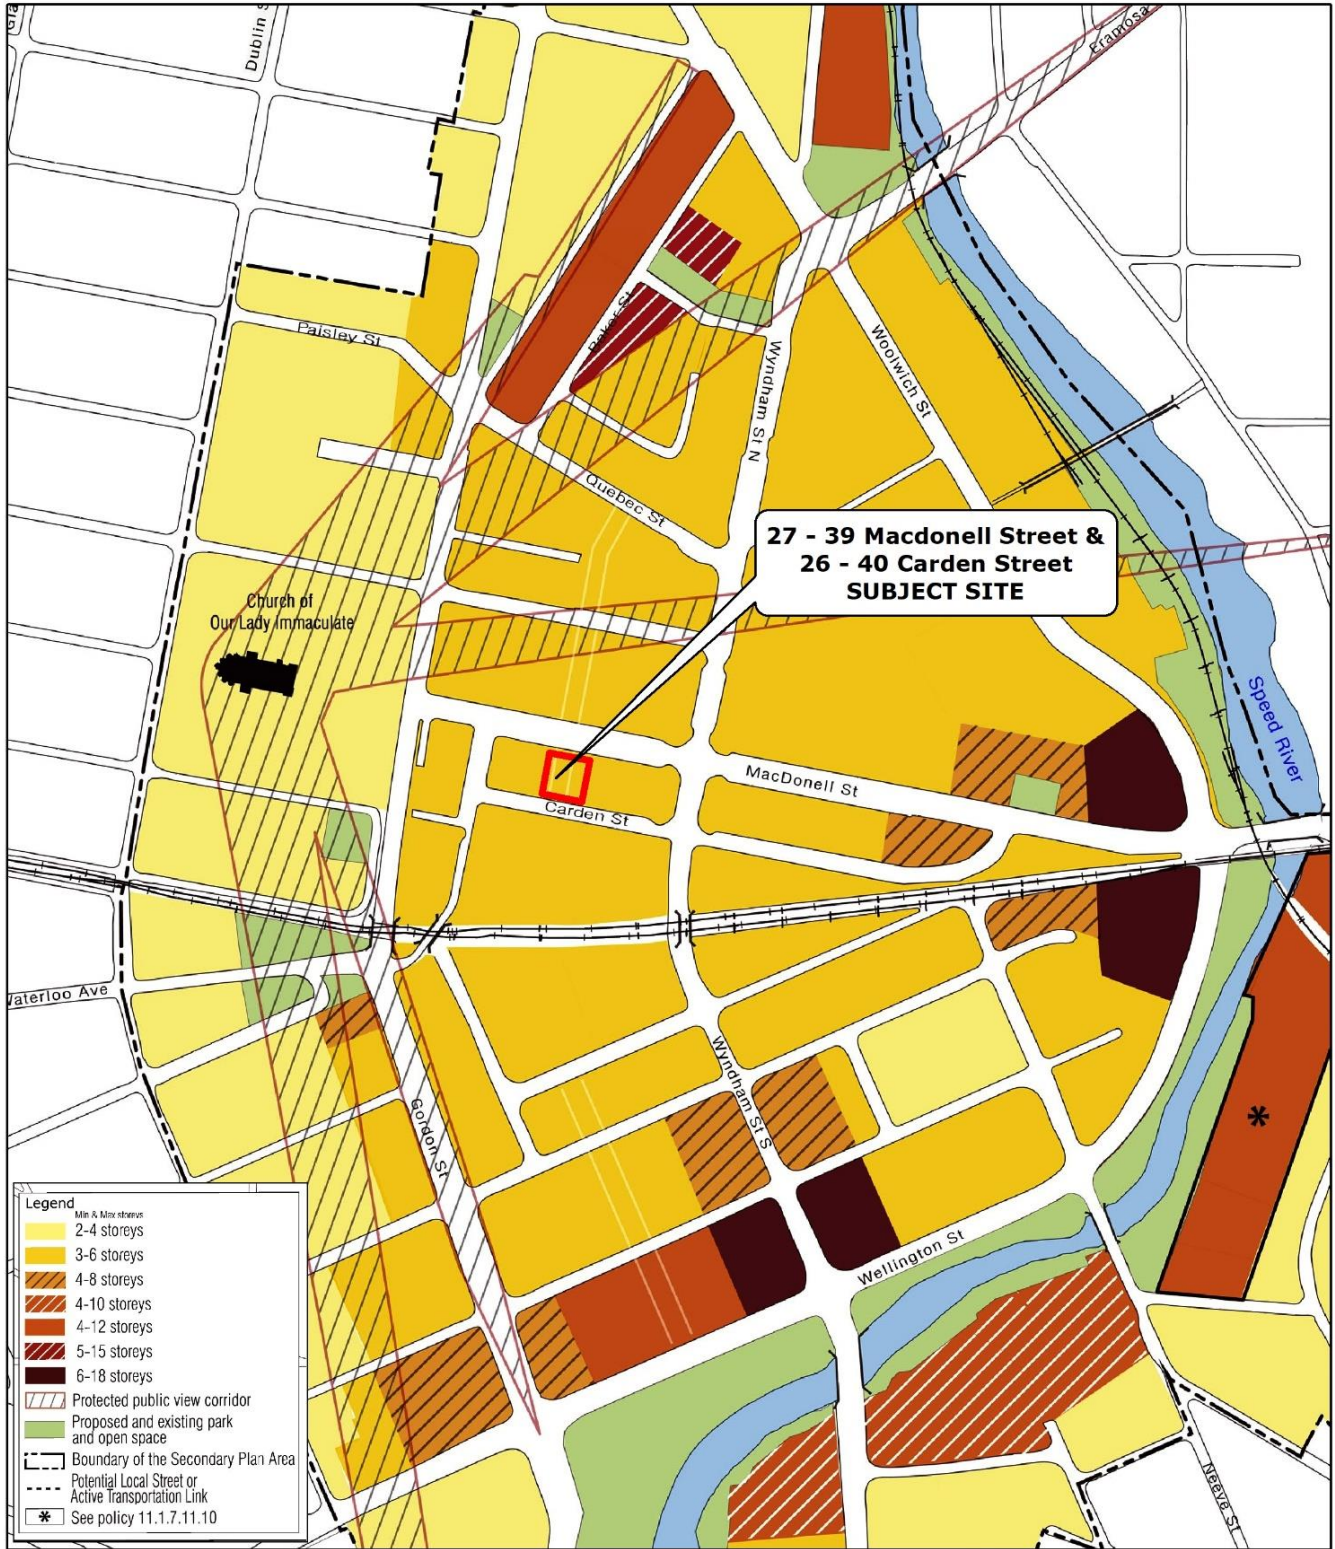 Dublin S
Eramosa
Paisley St
Baker St
Woolwich St
Wyndham St N
Quebec St
27 - 39 Macdonell Street &
26 - 40 Carden Street
SUBJECT SITE
Church of
Our Lady Immaculate
Speed River
MacDonell St
Carden St
Waterloo Ave
Wyndham St S
Gordon St
*
Wellington St
Neeve St
Legend
Min & Max storeys
2-4 storeys
3-6 storeys
4-8 storeys
4-10 storeys
4-12 storeys
5-15 storeys
6-18 storeys
Protected public view corridor
Proposed and existing park
and open space
Boundary of the Secondary Plan Area
Potential Local Street or
Active Transportation Link
* See policy 11.1.7.11.10